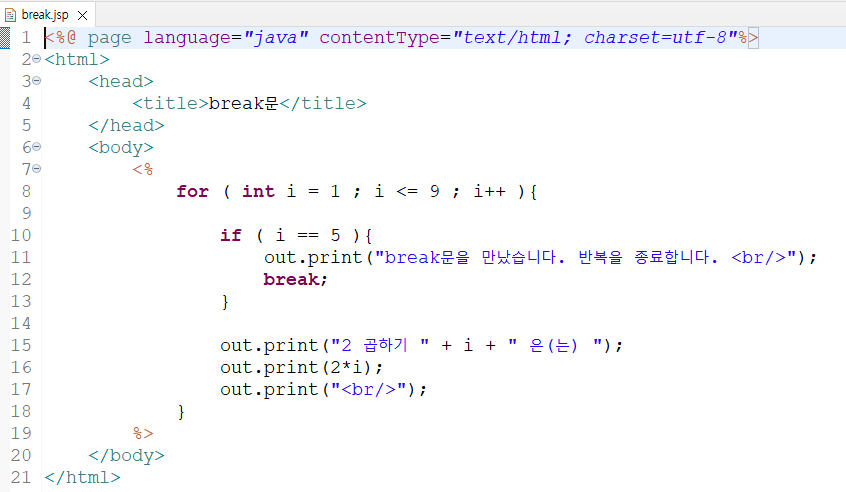 break.jsp
1 <%@ page language="java" contentType="text/html; charset=utf-8"%>
2 <html>
3     <head>
4         <title>break문</title>
5     </head>
6     <body>
7         <%
8             for ( int i = 1 ; i <= 9 ; i++ ){
9
10                 if ( i == 5 ){
11                     out.print("break문을 만났습니다. 반복을 종료합니다. <br/>");
12                     break;
13                 }
14
15                 out.print("2 곱하기 " + i + " 은(는) ");
16                 out.print(2*i);
17                 out.print("<br/>");
18             }
19         %>
20     </body>
21 </html>